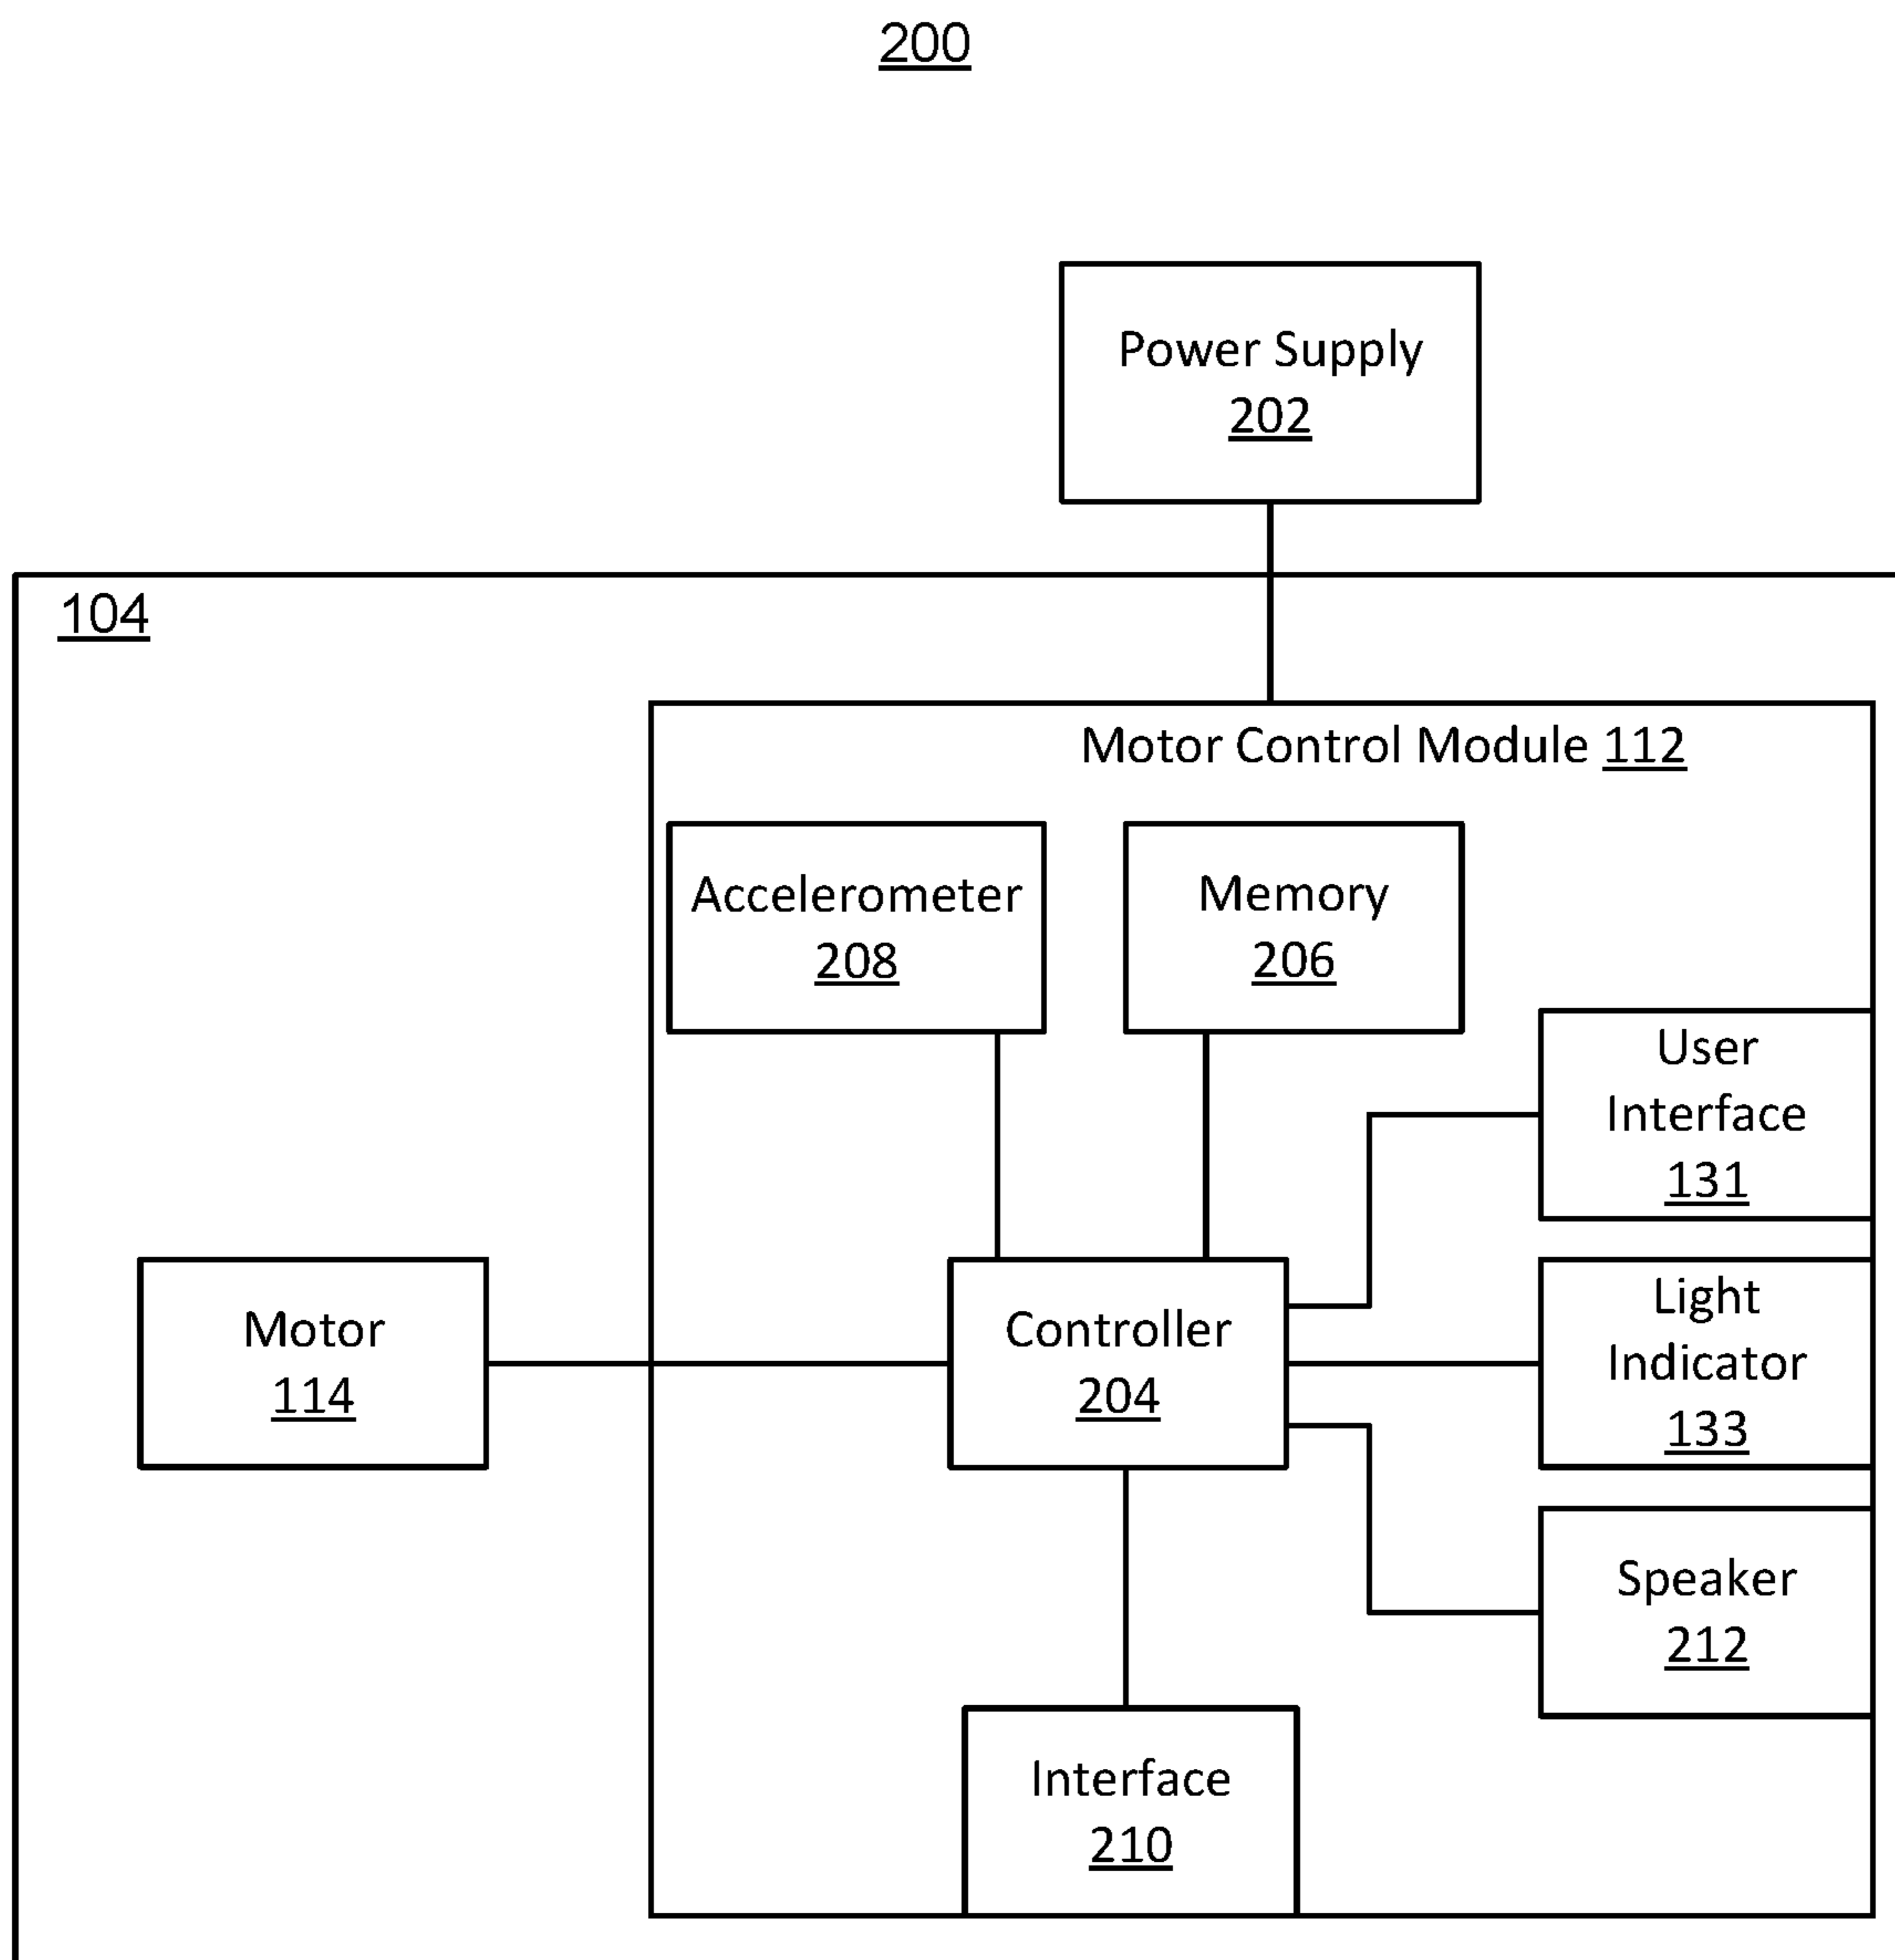 200
Power Supply
202
104
Motor Control Module 112
Accelerometer
208
Memory
206
User
Interface
131
Motor
114
Controller
204
Light
Indicator
133
Speaker
212
Interface
210